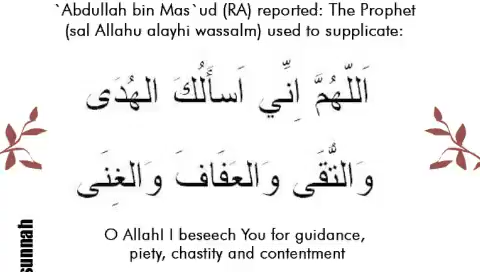 `Abdullah bin Mas`ud (RA) reported: The Prophet
(sal Allahu alayhi wassalm) used to supplicate:
اَللّهُمَّ اِنِّي اَسأَلُكَ الهُدَى
وَالتُّقَى وَالعَفَافَ وَالغِنَى
O Allah! I beseech You for guidance,
piety, chastity and contentment
sunnah